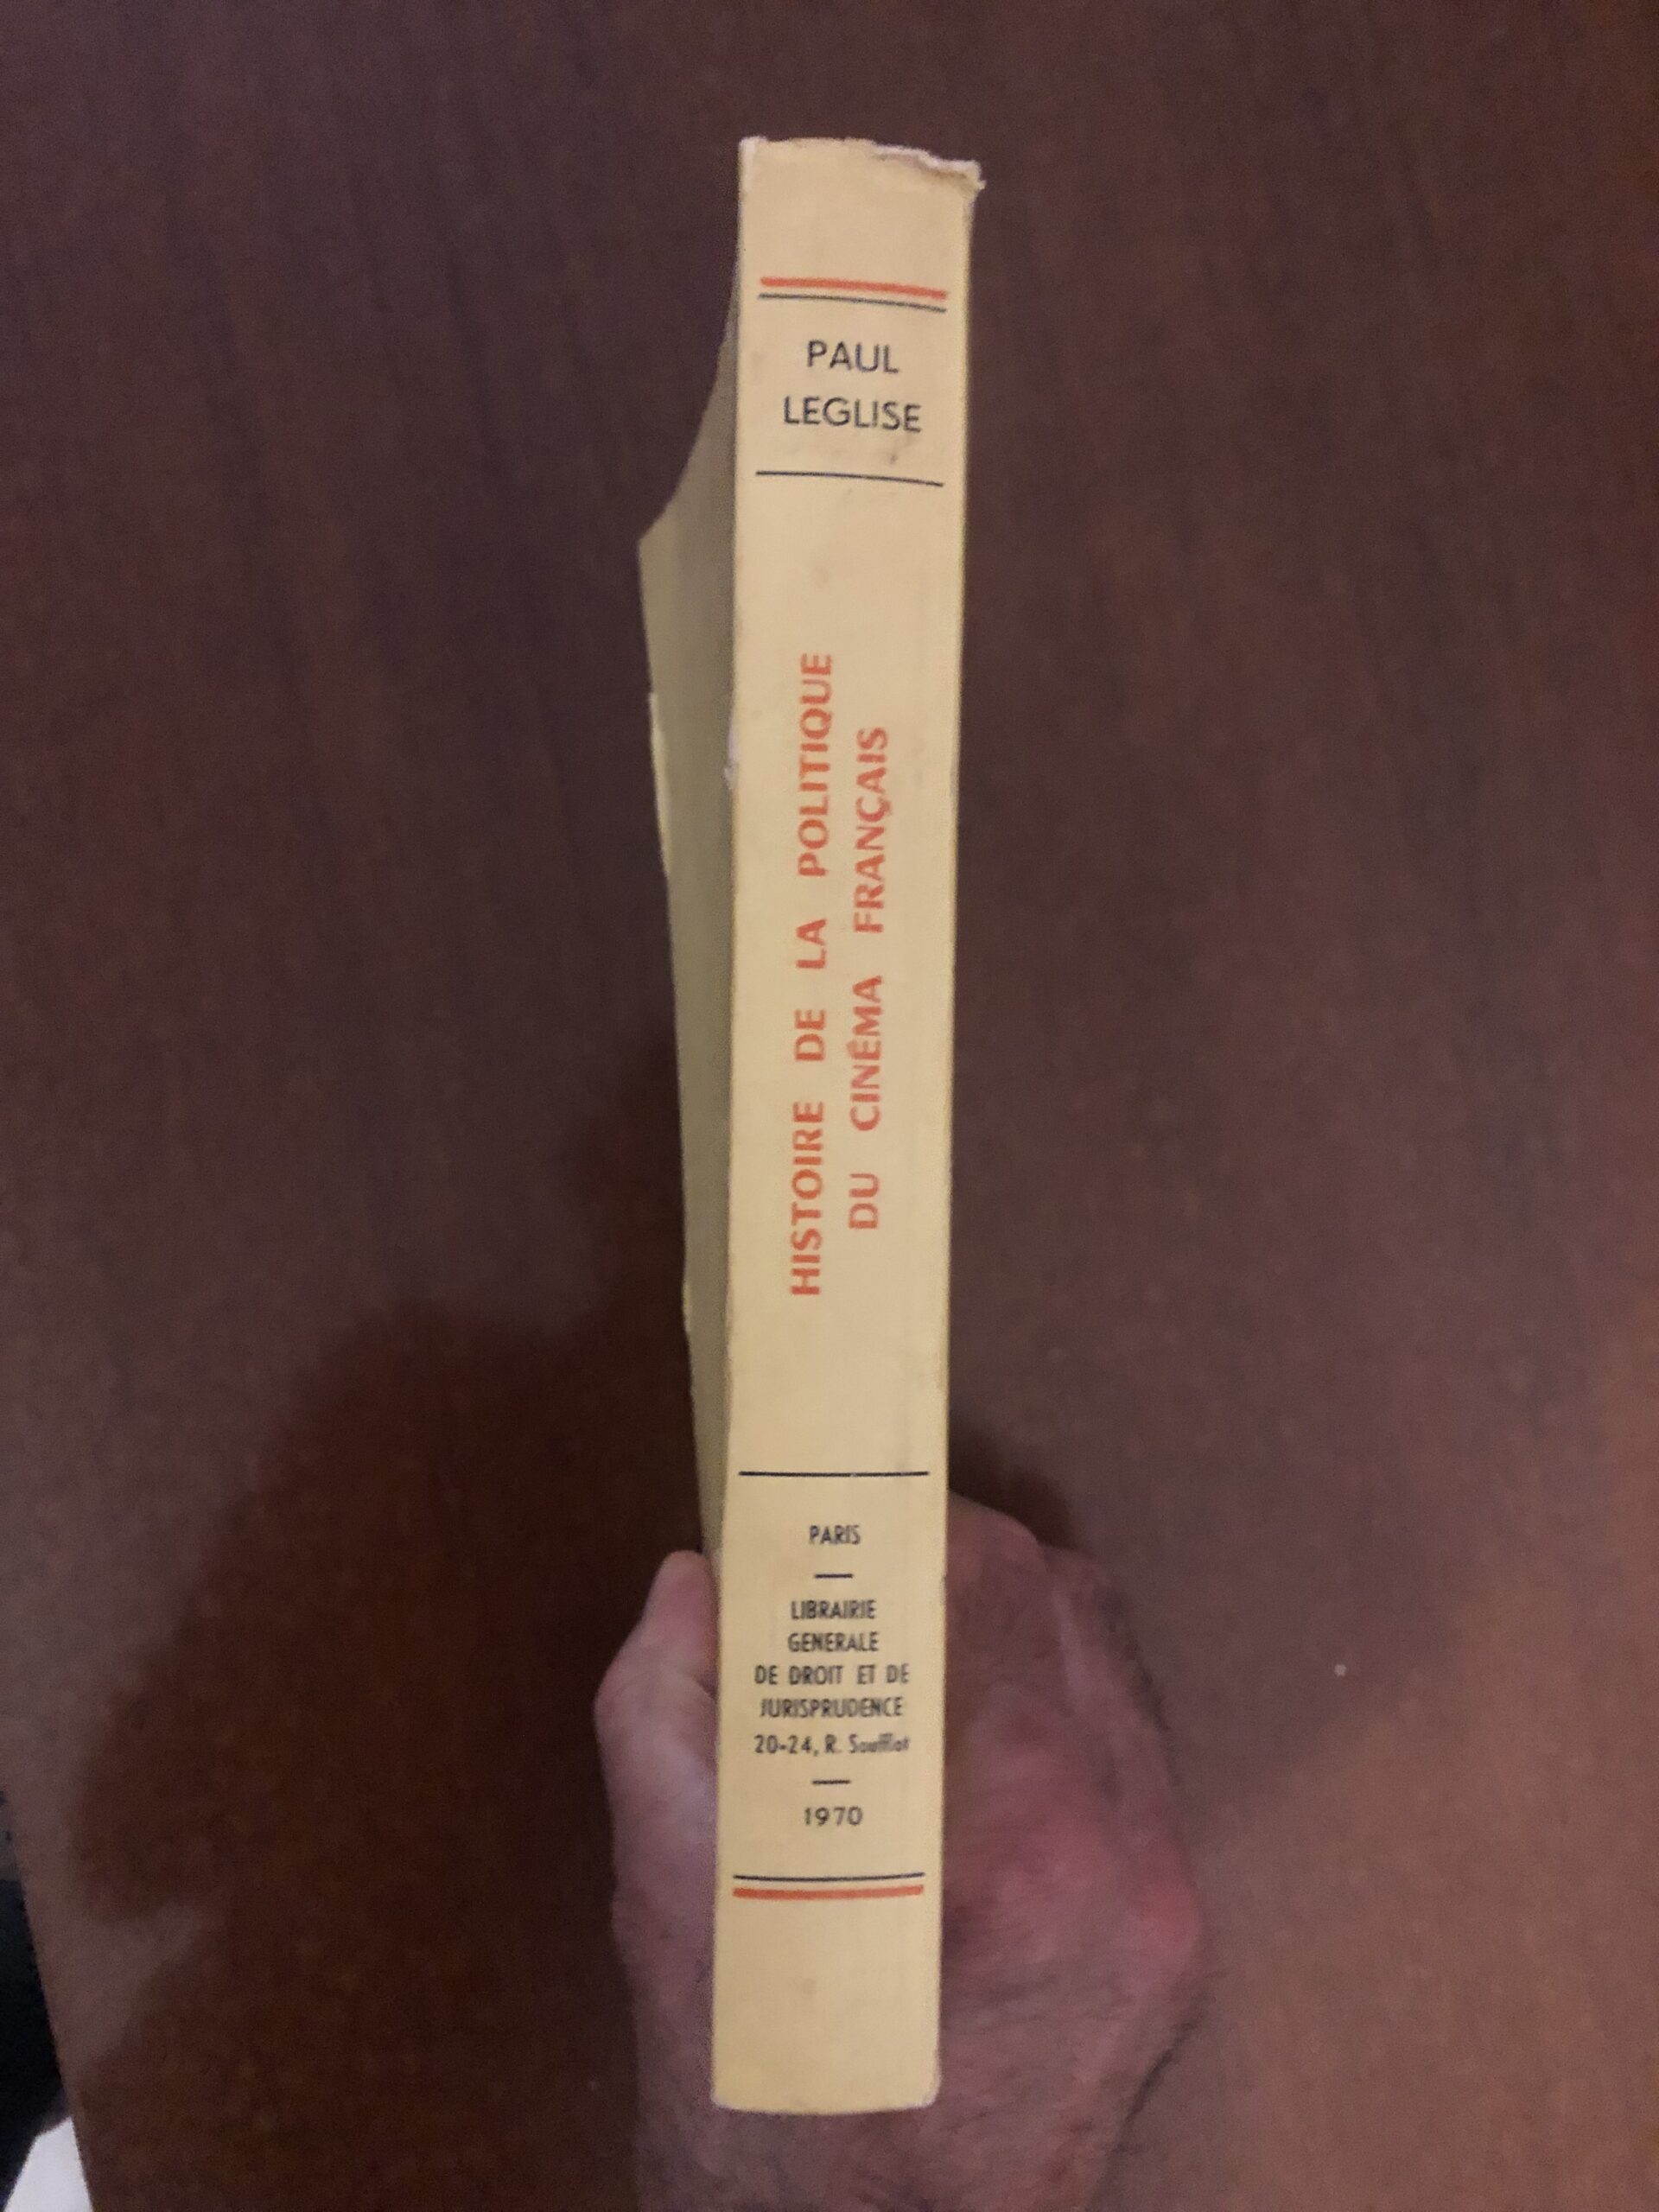 PAUL
LEGLISE
HISTOIRE DE LA POLITIQUE
DU CINÉMA FRANÇAIS
PARIS
LIBRAIRIE
GENERALE
DE DROIT ET DE
JURISPRUDENCE
20-24, R. Soufflot
1970